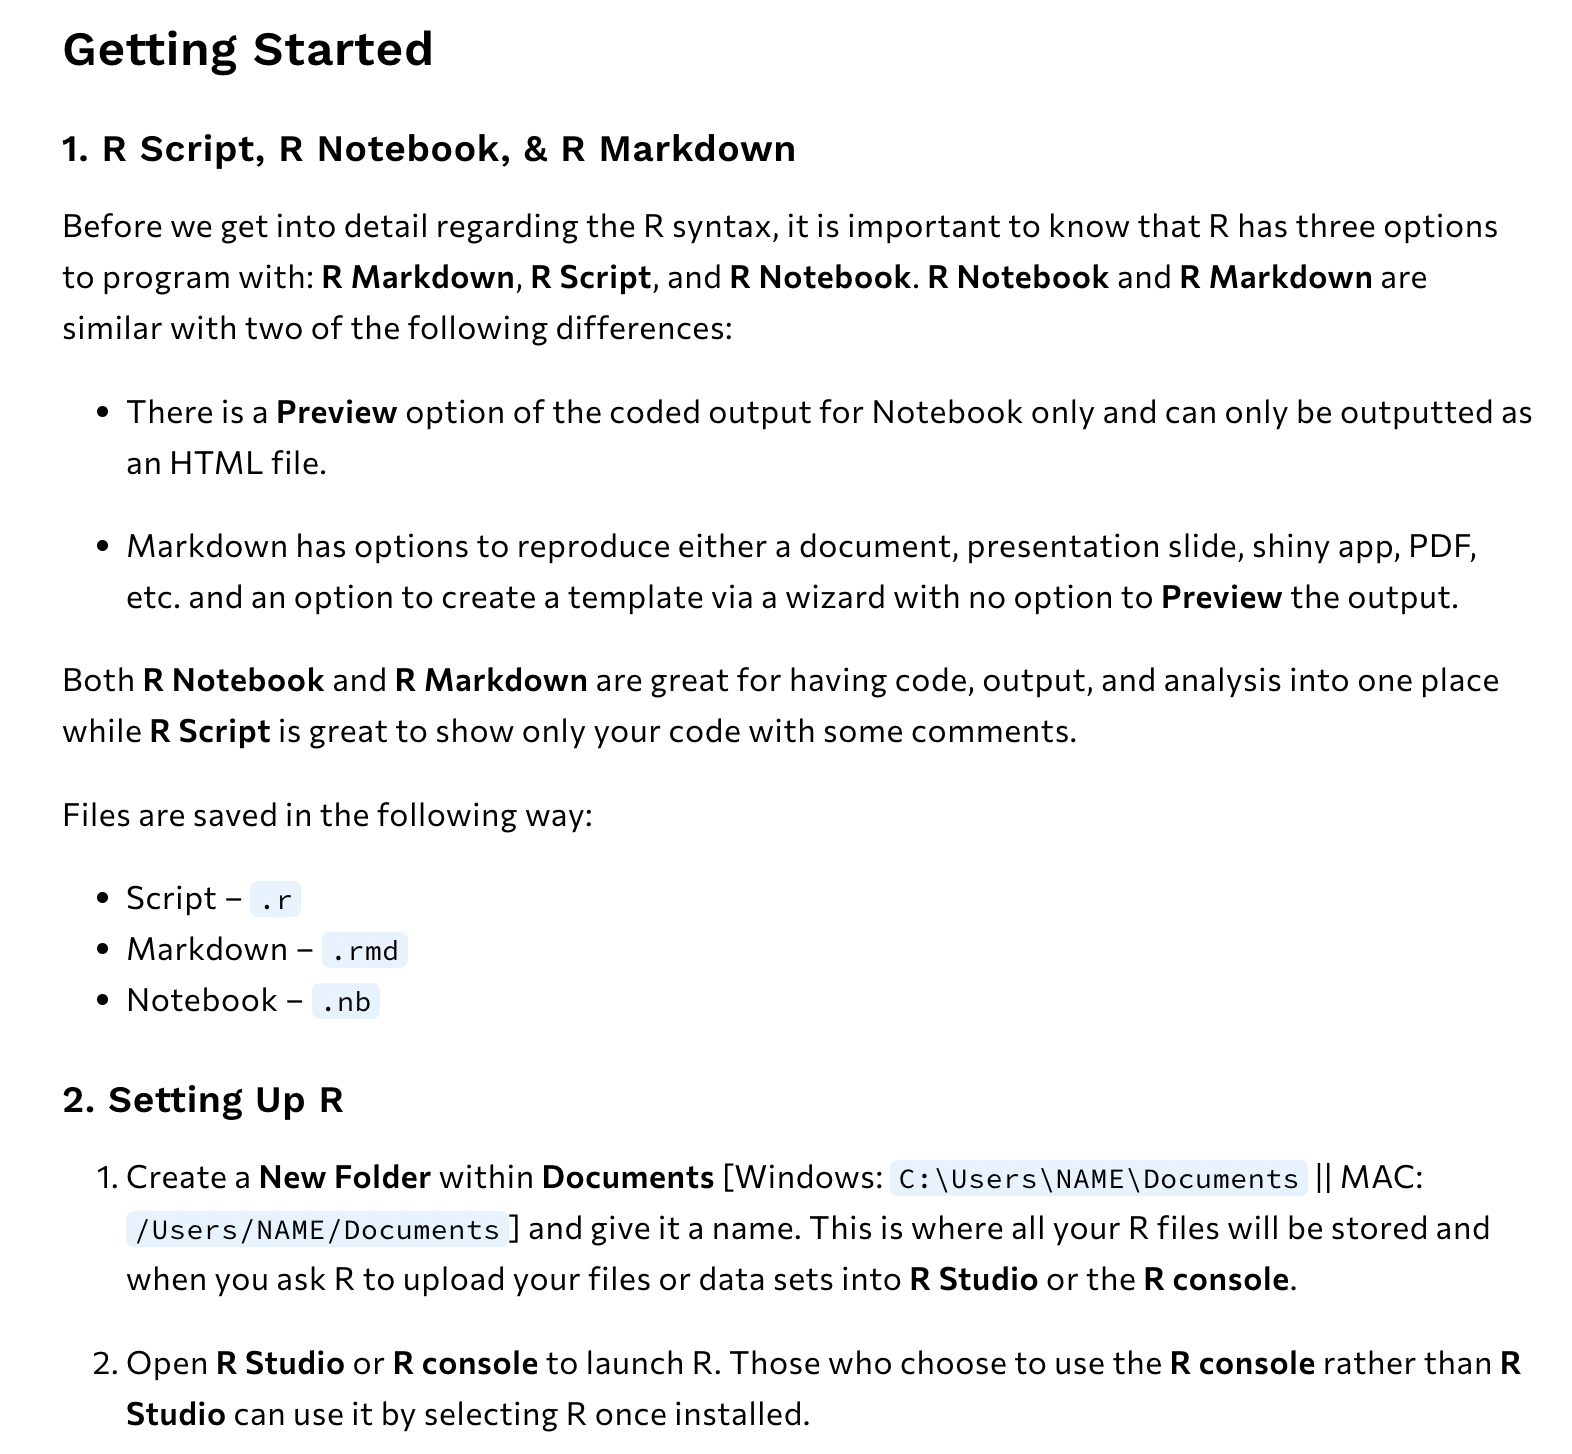 Getting Started
1. R Script, R Notebook, & R Markdown
Before we get into detail regarding the R syntax, it is important to know that R has three options
to program with: R Markdown, R Script, and R Notebook. R Notebook and R Markdown are
similar with two of the following differences:
• There is a Preview option of the coded output for Notebook only and can only be outputted as
an HTML file.
• Markdown has options to reproduce either a document, presentation slide, shiny app, PDF,
etc. and an option to create a template via a wizard with no option to Preview the output.
Both R Notebook and R Markdown are great for having code, output, and analysis into one place
while R Script is great to show only your code with some comments.
Files are saved in the following way:
• Script – .r
• Markdown – .rmd
• Notebook – .nb
2. Setting Up R
1. Create a New Folder within Documents [Windows: C:\Users\NAME\Documents || MAC:
/Users/NAME/Documents ] and give it a name. This is where all your R files will be stored and
when you ask R to upload your files or data sets into R Studio or the R console.
2. Open R Studio or R console to launch R. Those who choose to use the R console rather than R
Studio can use it by selecting R once installed.